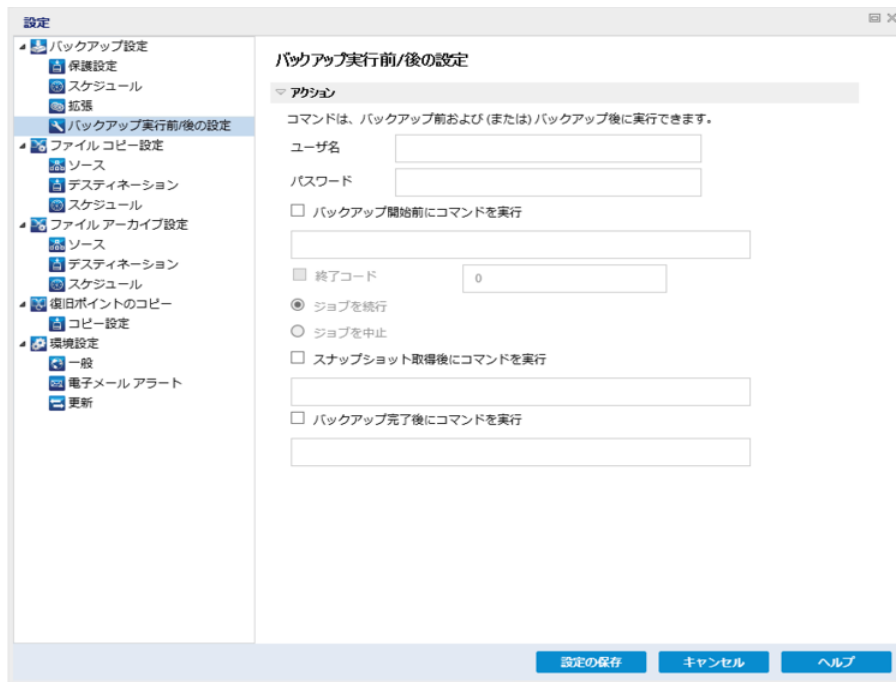 設定
バックアップ設定
保護設定
スケジュール
拡張
バックアップ実行前/後の設定
ファイル コピー設定
ソース
デスティネーション
スケジュール
ファイル アーカイブ設定
ソース
デスティネーション
スケジュール
復旧ポイントのコピー
コピー設定
環境設定
一般
電子メール アラート
更新
バックアップ実行前/後の設定
アクション
コマンドは、バックアップ前および (または) バックアップ後に実行できます。
ユーザ名
パスワード
バックアップ開始前にコマンドを実行
終了コード
0
ジョブを続行
ジョブを中止
スナップショット取得後にコマンドを実行
バックアップ完了後にコマンドを実行
設定の保存
キャンセル
ヘルプ